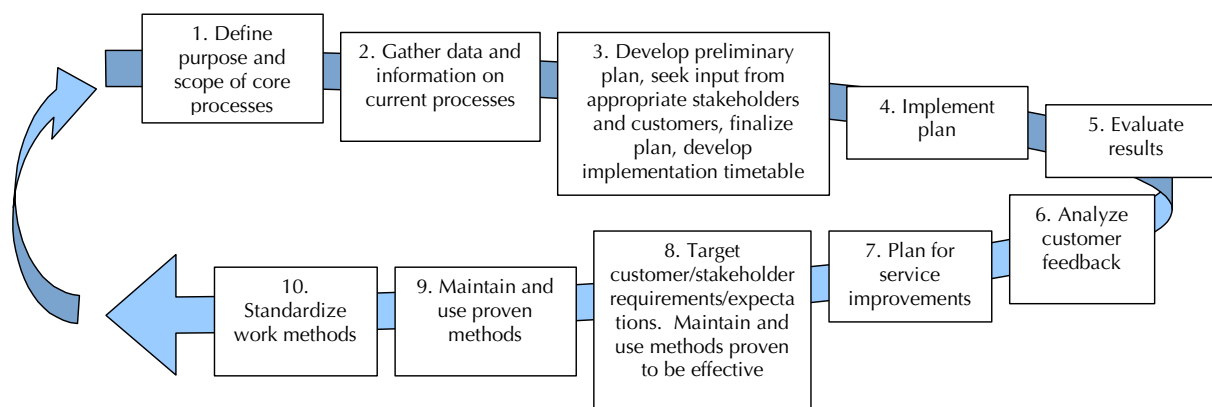 1. Define
purpose and
scope of core
processes
2. Gather data and
information on
current processes
3. Develop preliminary
plan, seek input from
appropriate stakeholders
and customers, finalize
plan, develop
implementation timetable
4. Implement
plan
5. Evaluate
results
6. Analyze
customer
feedback
7. Plan for
service
improvements
8. Target
customer/stakeholder
requirements/expecta
tions.  Maintain and
use methods proven
to be effective
9. Maintain and
use proven
methods
10.
Standardize
work methods